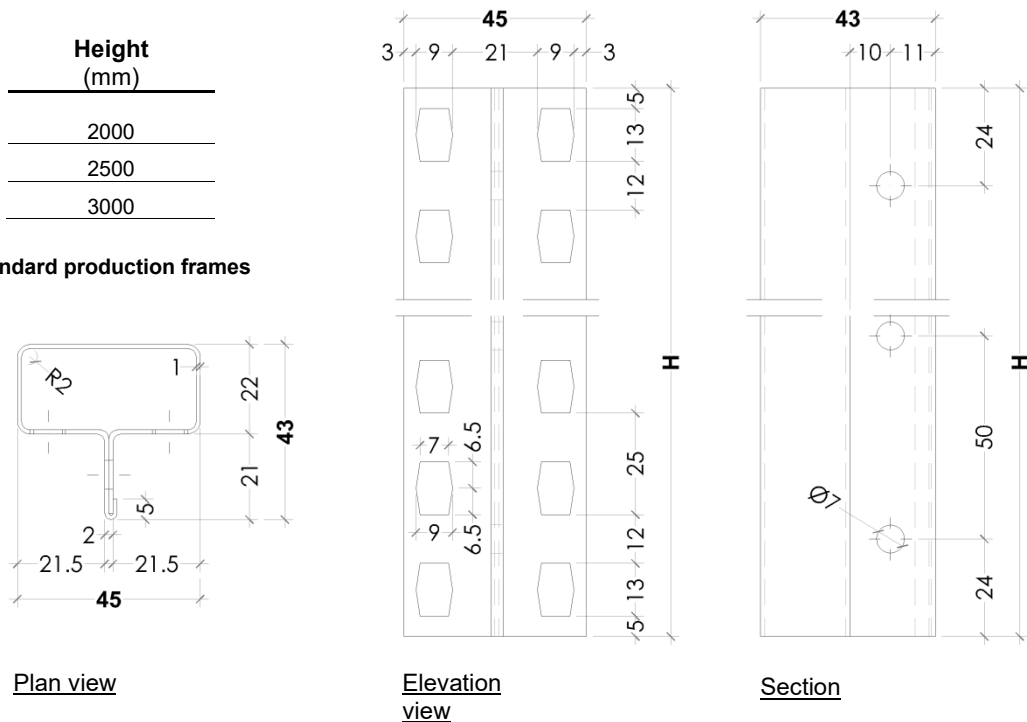 Height
(mm)
2000
2500
3000
ndard production frames
R2
1
22
43
21
5
2
21.5 21.5
45
Plan view
45
3 9 21 9 3
5
13
12
H
7
6.5
25
9
6.5
12
13
5
Elevation
view
43
10 11
24
H
50
Ø7
24
Section